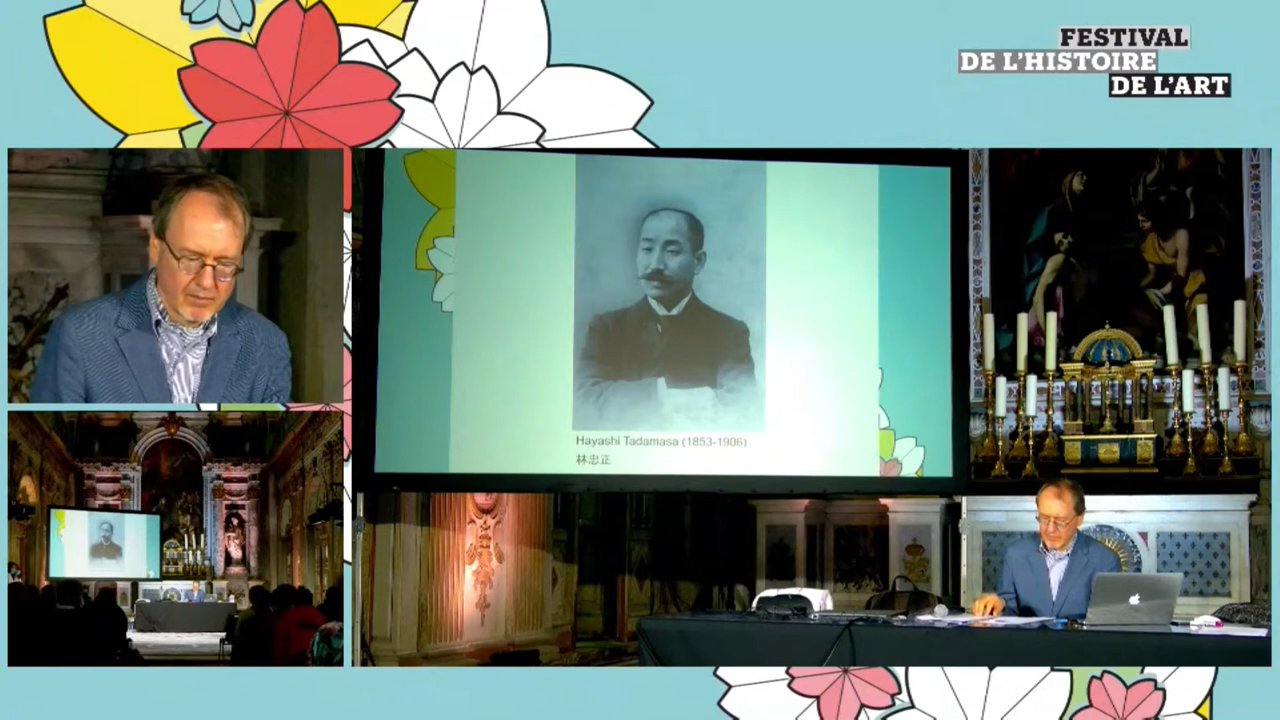 FESTIVAL
DE L'HISTOIRE
DE L'ART
Hayashi Tadamasa (1853-1906)
林忠正